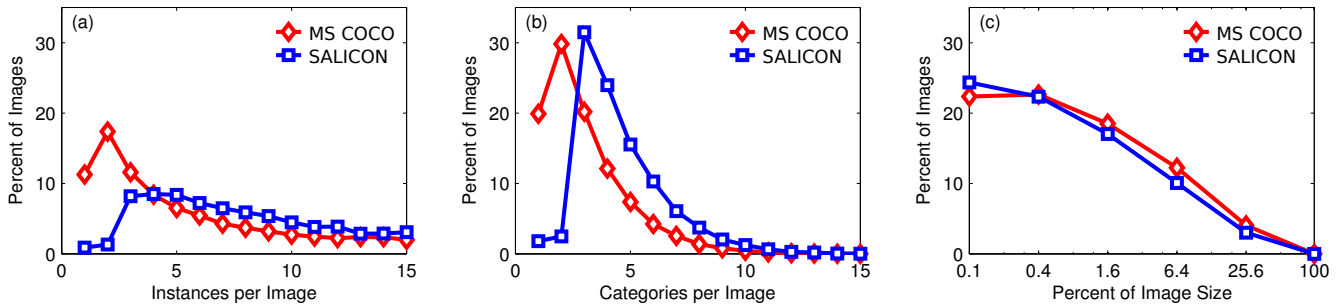 (a)
MS COCO
SALICON
Percent of Images
30
20
10
0
0
5
10
15
Instances per Image
(b)
MS COCO
SALICON
Percent of Images
30
20
10
0
0
5
10
15
Categories per Image
(c)
MS COCO
SALICON
Percent of Images
30
20
10
0
0.1
0.4
1.6
6.4
25.6
100
Percent of Image Size